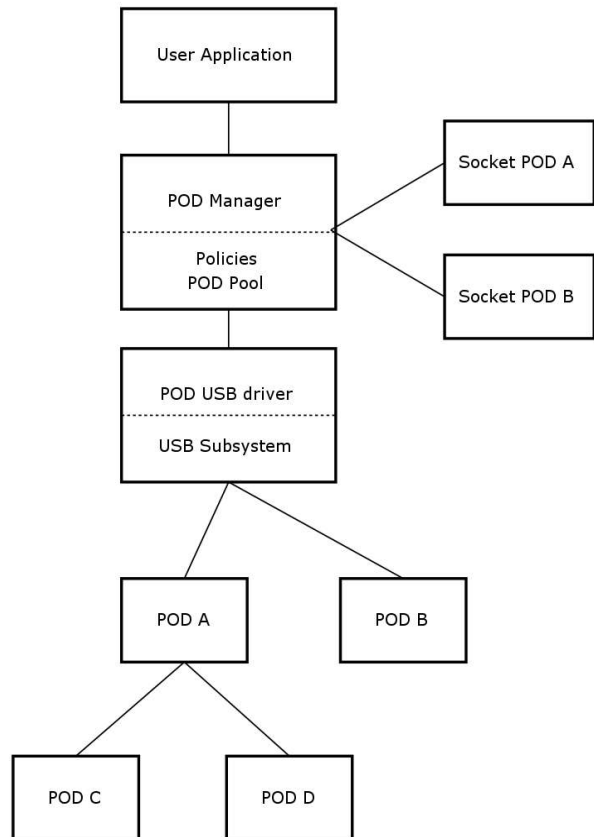 User Application
POD Manager
Policies
POD Pool
Socket POD A
Socket POD B
POD USB driver
USB Subsystem
POD A
POD B
POD C
POD D